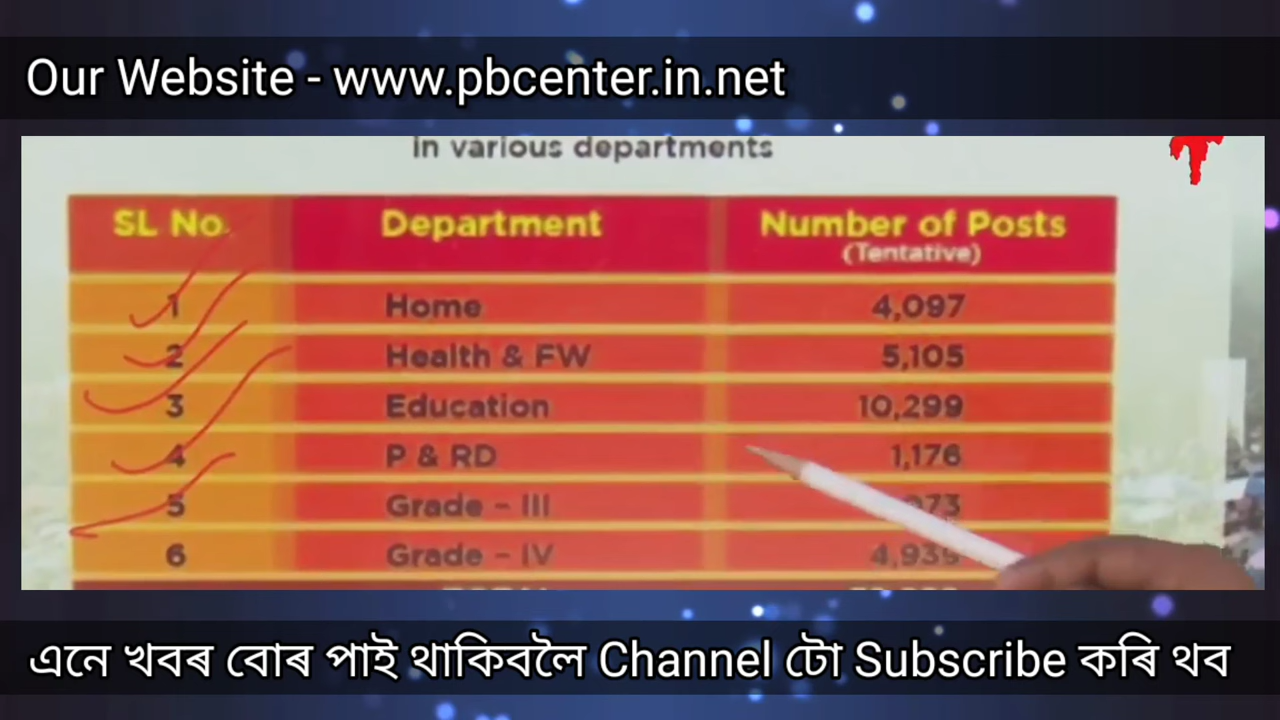 Our Website - www.pbcenter.in.net
in various departments
SL No. Department Number of Posts
(Tentative)
1 Home 4,097
2 Health & FW 5,105
3 Education 10,299
4 P & RD 1,176
5 Grade – III
6 Grade – IV
এনে খবৰ বোৰ পাই থাকিবলৈ Channel টো Subscribe কৰি থব